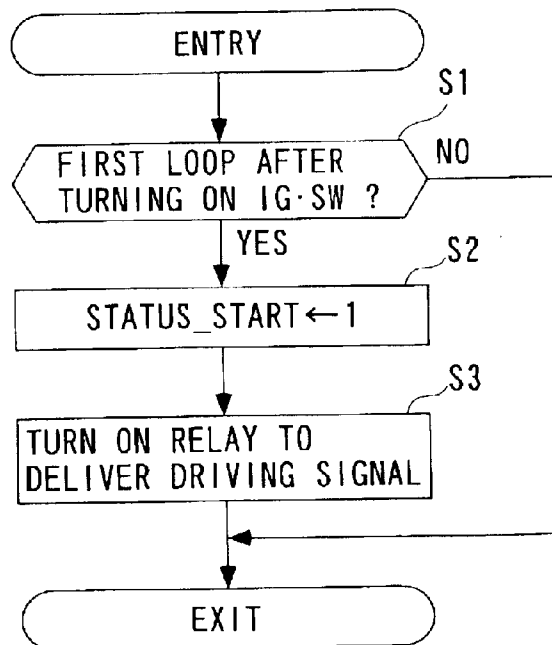 ENTRY
S1
FIRST LOOP AFTER
TURNING ON IG·SW ?
NO
YES
S2
STATUS_START←1
S3
TURN ON RELAY TO
DELIVER DRIVING SIGNAL
EXIT